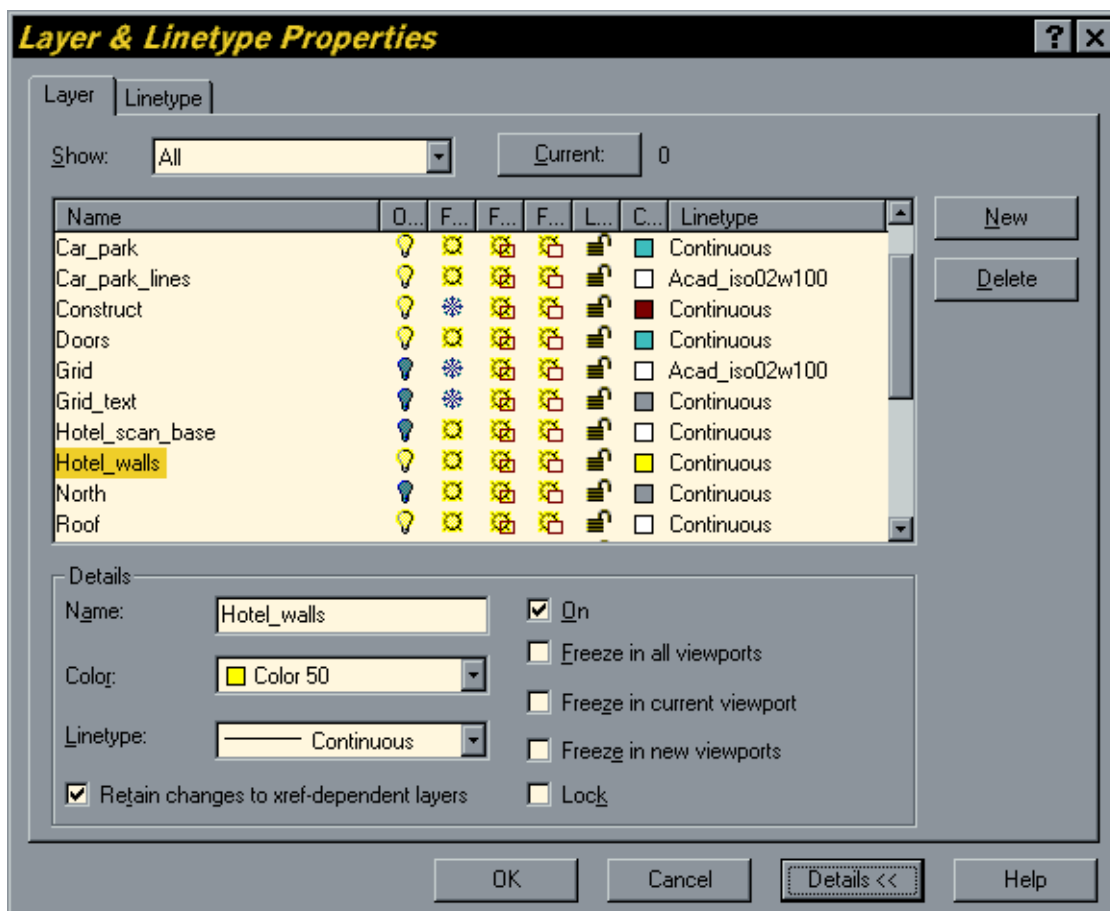 Layer & Linetype Properties
Layer Linetype
Show: All Current: 0
Name O... F... F... F... L... C... Linetype
Car_park Continuous
Car_park_lines Acad_iso02w100
Construct Continuous
Doors Continuous
Grid Acad_iso02w100
Grid_text Continuous
Hotel_scan_base Continuous
Hotel_walls Continuous
North Continuous
Roof Continuous
New
Delete
Details
Name: Hotel_walls
Color: Color 50
Linetype: Continuous
Retain changes to xref-dependent layers
On
Freeze in all viewports
Freeze in current viewport
Freeze in new viewports
Lock
OK Cancel Details << Help